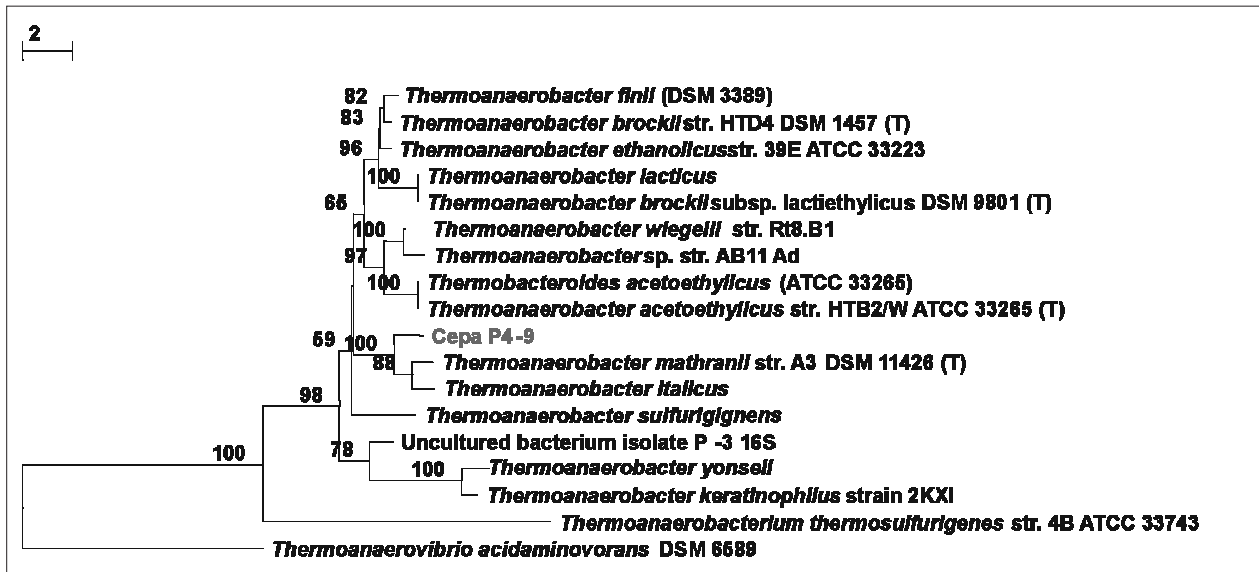 2
82
Thermoanaerobacter finii (DSM 3389)
83
Thermoanaerobacter brockii str. HTD4 DSM 1457 (T)
96
Thermoanaerobacter ethanolicus str. 39E ATCC 33223
100
Thermoanaerobacter lacticus
65
Thermoanaerobacter brockii subsp. lactiethylicus DSM 9801 (T)
100
Thermoanaerobacter wiegelii str. Rt8.B1
97
Thermoanaerobacter sp. str. AB11 Ad
100
Thermobacteroides acetoethylicus (ATCC 33265)
Thermoanaerobacter acetoethylicus str. HTB2/W ATCC 33265 (T)
59
100
Cepa P4-9
88
Thermoanaerobacter mathranii str. A3 DSM 11426 (T)
Thermoanaerobacter italicus
98
Thermoanaerobacter sulfurigignens
78
Uncultured bacterium isolate P -3 16S
100
100
Thermoanaerobacter yonseii
Thermoanaerobacter keratinophilus strain 2KXI
Thermoanaerobacterium thermosulfurigenes str. 4B ATCC 33743
Thermoanaerovibrio acidaminovorans DSM 6589